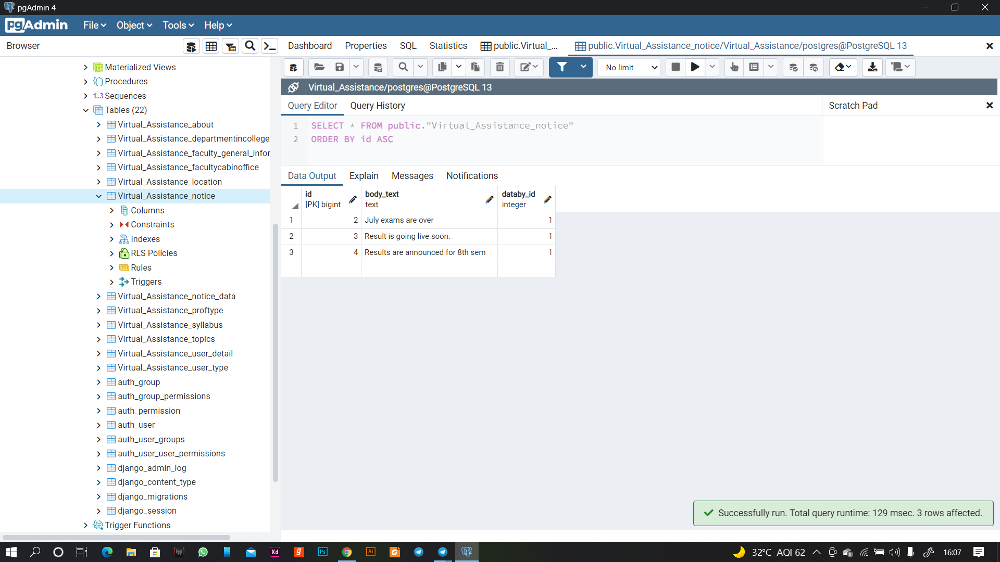 pgAdmin 4
pgAdmin File Object Tools Help
Browser
Dashboard Properties SQL Statistics public.Virtual_... public.Virtual_Assistance_notice/Virtual_Assistance/postgres@PostgreSQL 13
No limit
Virtual_Assistance/postgres@PostgreSQL 13
Query Editor Query History
Scratch Pad
1 SELECT * FROM public."Virtual_Assistance_notice"
2 ORDER BY id ASC
Data Output Explain Messages Notifications
id body_text databy_id
[PK] bigint text integer
1 2 July exams are over 1
2 3 Result is going live soon. 1
3 4 Results are announced for 8th sem 1
Materialized Views
Procedures
1..3 Sequences
Tables (22)
Virtual_Assistance_about
Virtual_Assistance_departmentincollege
Virtual_Assistance_faculty_general_infor
Virtual_Assistance_facultycabinoffice
Virtual_Assistance_location
Virtual_Assistance_notice
Columns
Constraints
Indexes
RLS Policies
Rules
Triggers
Virtual_Assistance_notice_data
Virtual_Assistance_proftype
Virtual_Assistance_syllabus
Virtual_Assistance_topics
Virtual_Assistance_user_detail
Virtual_Assistance_user_type
auth_group
auth_group_permissions
auth_permission
auth_user
auth_user_groups
auth_user_user_permissions
django_admin_log
django_content_type
django_migrations
django_session
Trigger Functions
Successfully run. Total query runtime: 129 msec. 3 rows affected.
Xd g Ps Ai
32°C AQI 62 16:07